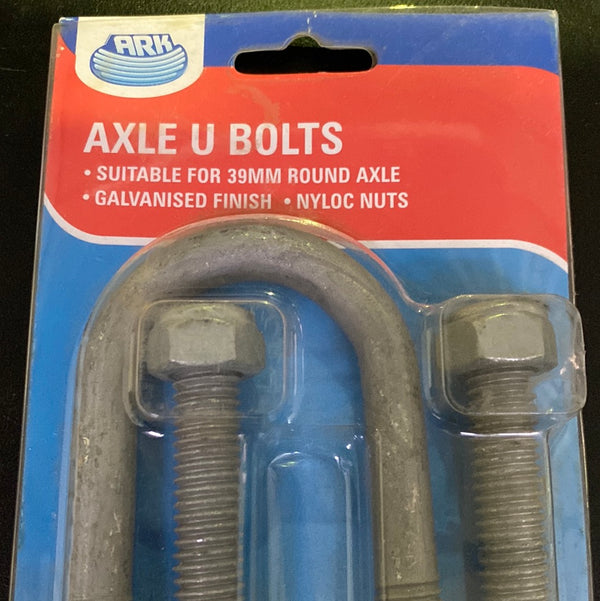 ARK
AXLE U BOLTS
• SUITABLE FOR 39MM ROUND AXLE
• GALVANISED FINISH • NYLOC NUTS